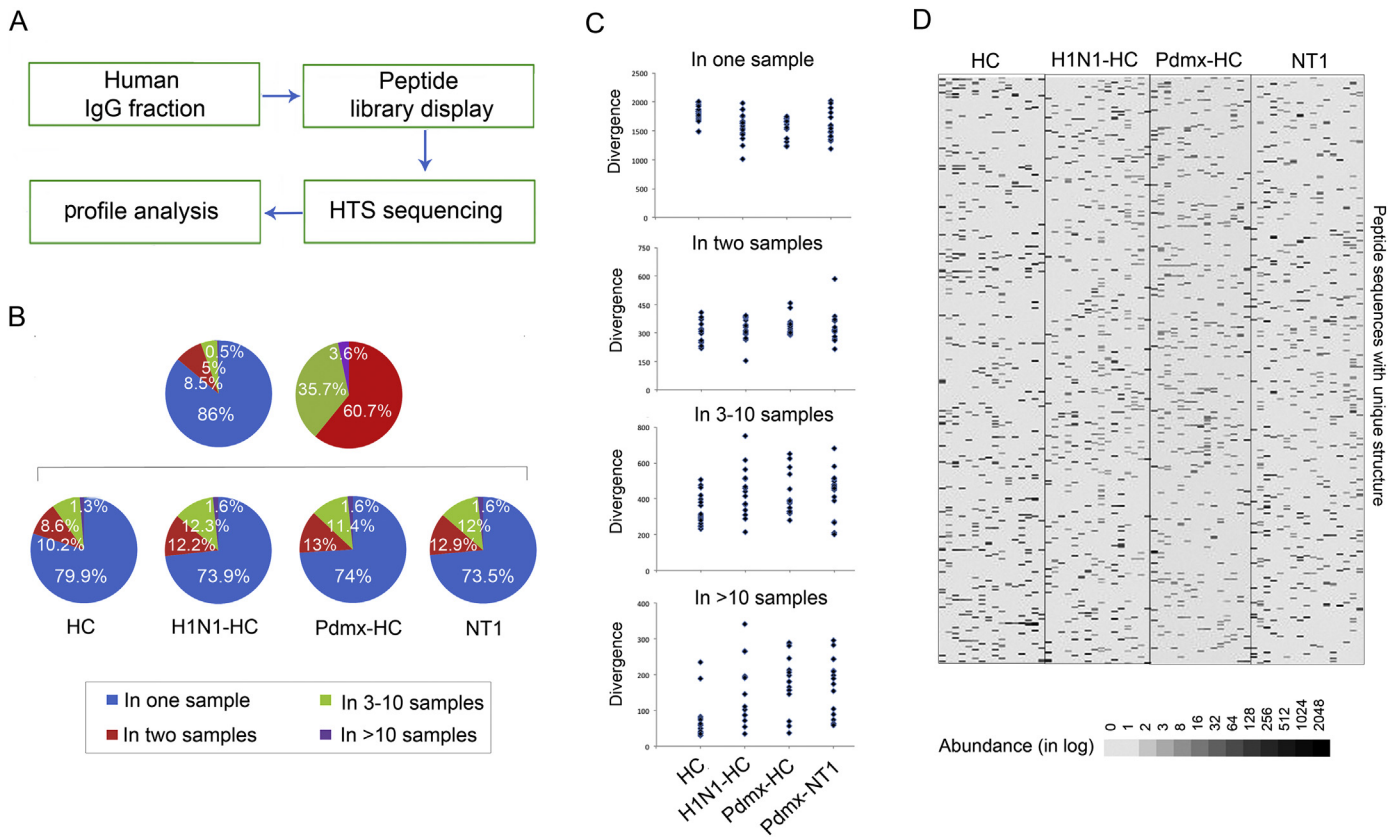 A
Human
IgG fraction
Peptide
library display
profile analysis
HTS sequencing
B
0.5%
5%
8.5%
86%
3.6%
35.7%
60.7%
1.3%
8.6%
10.2%
79.9%
HC
1.6%
12.3%
12.2%
73.9%
H1N1-HC
1.6%
11.4%
13%
74%
Pdmx-HC
1.6%
12%
12.9%
73.5%
NT1
In one sample
In 3-10 samples
In two samples
In >10 samples
C
In one sample
Divergence
2500
2000
1500
1000
500
0
In two samples
Divergence
750
600
450
300
150
0
In 3-10 samples
Divergence
800
600
400
200
0
In >10 samples
Divergence
400
300
200
100
0
HC
H1N1-HC
Pdmx-HC
Pdmx-NT1
D
HC H1N1-HC Pdmx-HC NT1
Peptide sequences with unique structure
Abundance (in log)
0 1 2 3 8 16 32 64 128 256 512 1024 2048